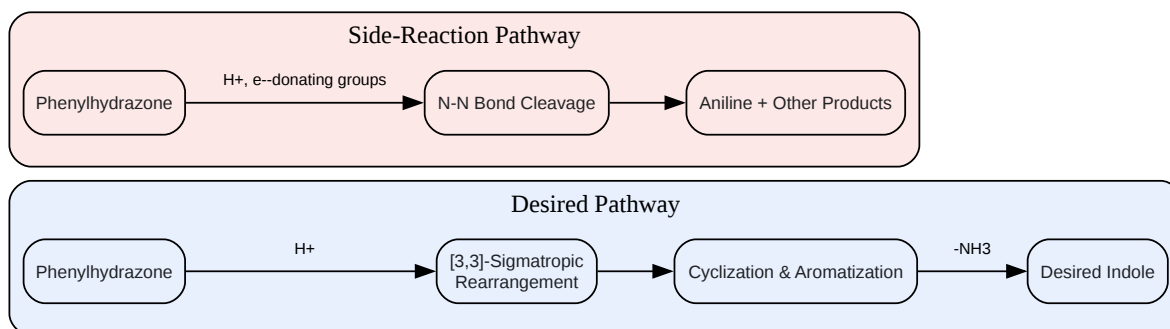 Side-Reaction Pathway
Phenylhydrazone
H+, e--donating groups
N-N Bond Cleavage
Aniline + Other Products
Desired Pathway
Phenylhydrazone
H+
[3,3]-Sigmatropic
Rearrangement
Cyclization & Aromatization
-NH3
Desired Indole